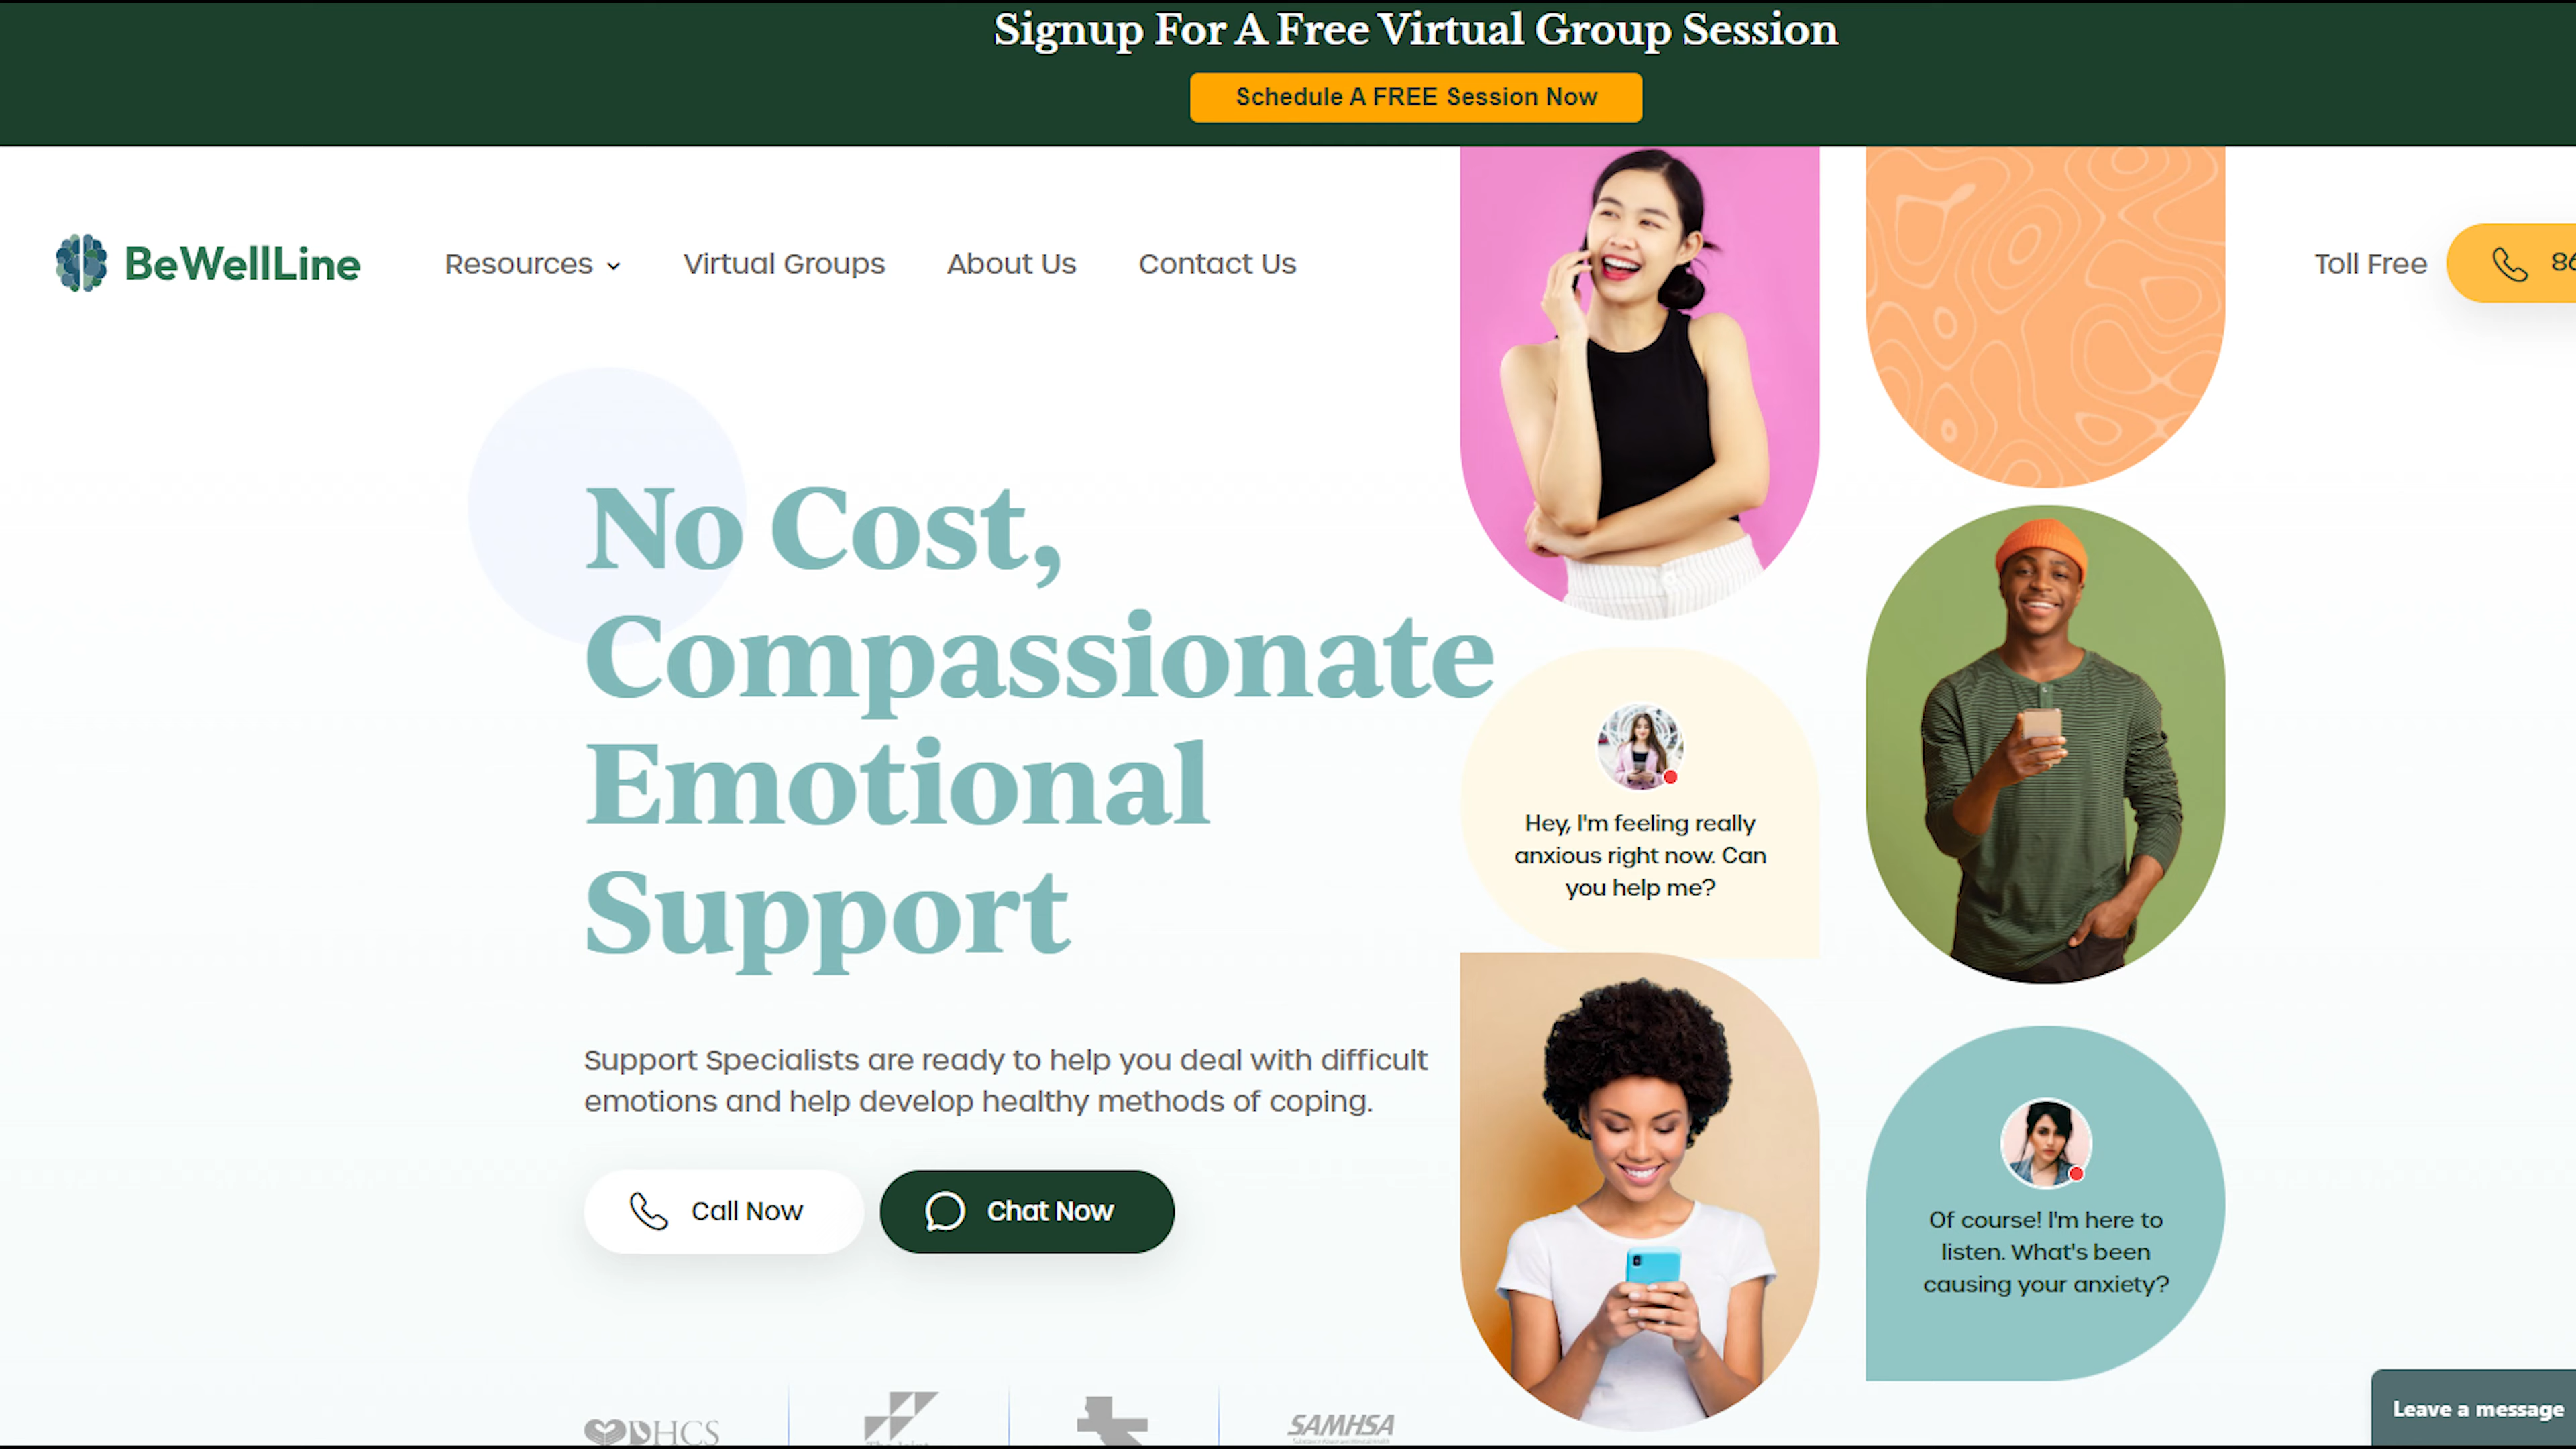 Signup For A Free Virtual Group Session
Schedule A FREE Session Now
BeWellLine
Resources
Virtual Groups
About Us
Contact Us
Toll Free
86
No Cost,
Compassionate
Emotional
Support
Support Specialists are ready to help you deal with difficult
emotions and help develop healthy methods of coping.
Call Now
Chat Now
Hey, I'm feeling really
anxious right now. Can
you help me?
Of course! I'm here to
listen. What's been
causing your anxiety?
DHCS
SAMHSA
Leave a message